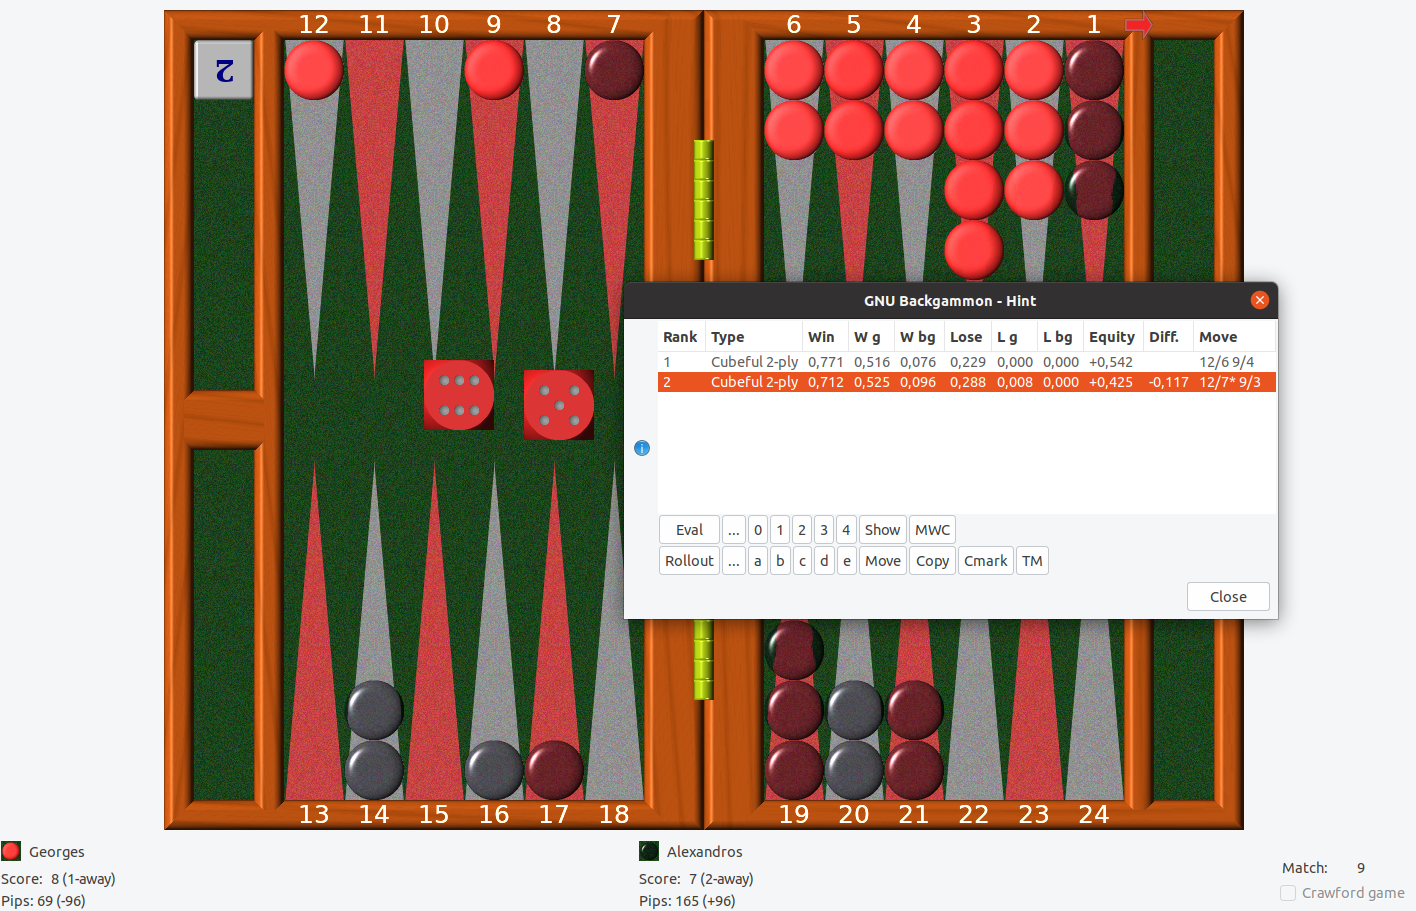 12 11 10 9 8 7 6 5 4 3 2 1
2
GNU Backgammon - Hint
Rank Type Win W g W bg Lose L g L bg Equity Diff. Move
1 Cubeful 2-ply 0,771 0,516 0,076 0,229 0,000 0,000 +0,542 12/6 9/4
2 Cubeful 2-ply 0,712 0,525 0,096 0,288 0,008 0,000 +0,425 -0,117 12/7* 9/3
Eval ... 0 1 2 3 4 Show MWC
Rollout ... a b c d e Move Copy Cmark TM
Close
13 14 15 16 17 18 19 20 21 22 23 24
Georges
Score: 8 (1-away)
Pips: 69 (-96)
Alexandros
Score: 7 (2-away)
Pips: 165 (+96)
Match: 9
Crawford game